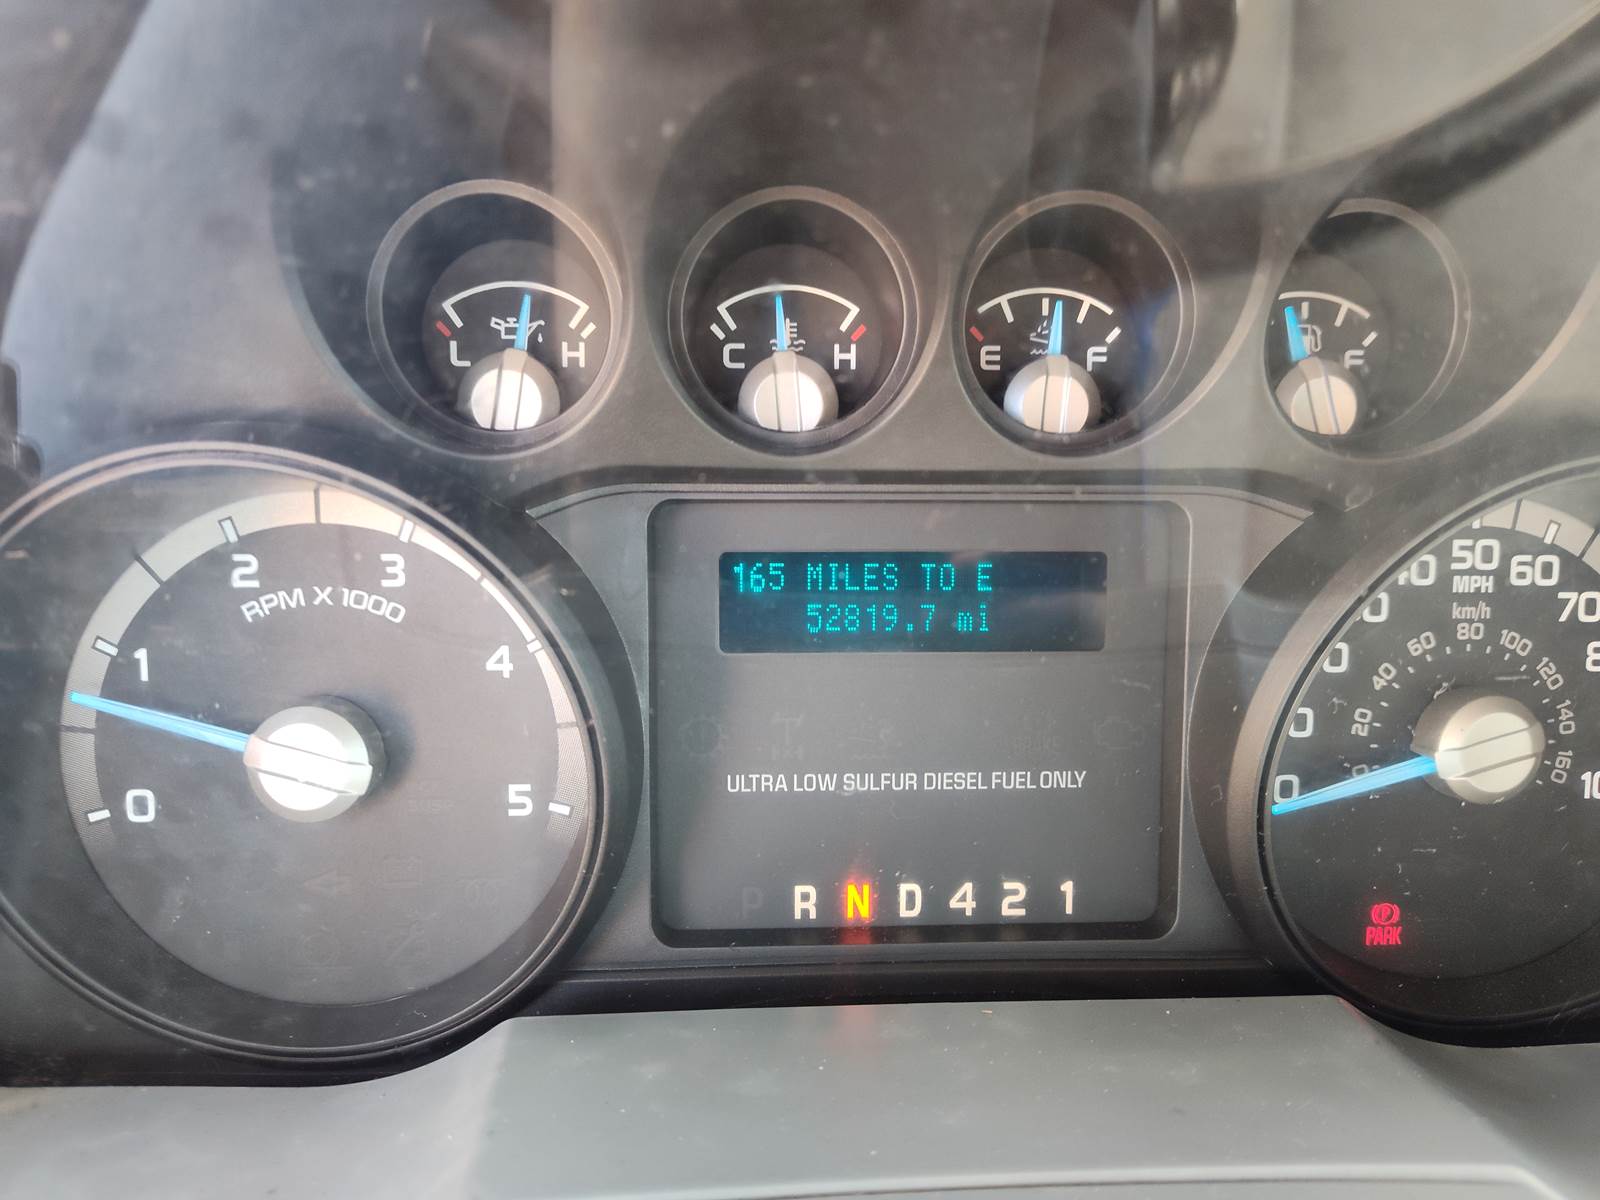 L H
C H
E F
F
165 MILES TO E
52819.7 mi
0 1 2 3 4 5
RPM X 1000
50 60 70
MPH
km/h
20 40 60 80 100 120 140 160
ULTRA LOW SULFUR DIESEL FUEL ONLY
P R N D 4 2 1
PARK